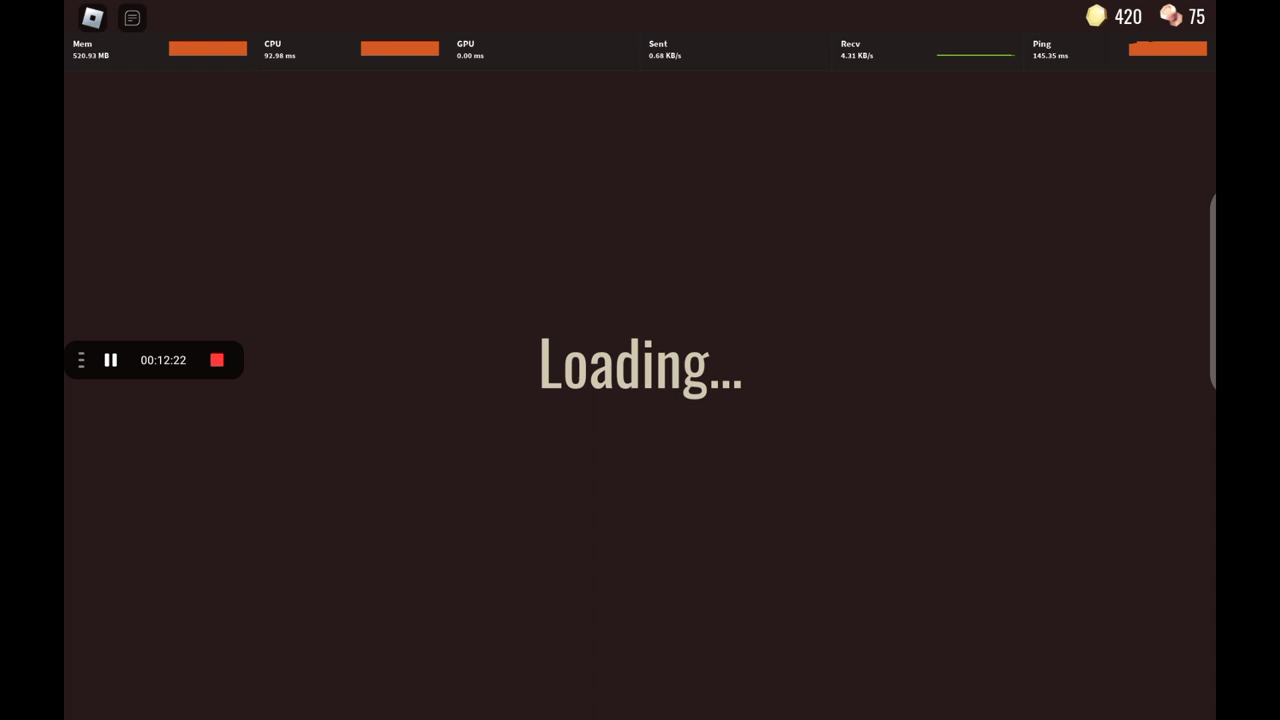 420 75
Mem CPU GPU Sent Recv Ping
520.93 MB 92.98 ms 0.00 ms 0.68 KB/s 4.31 KB/s 145.35 ms
Loading...
00:12:22